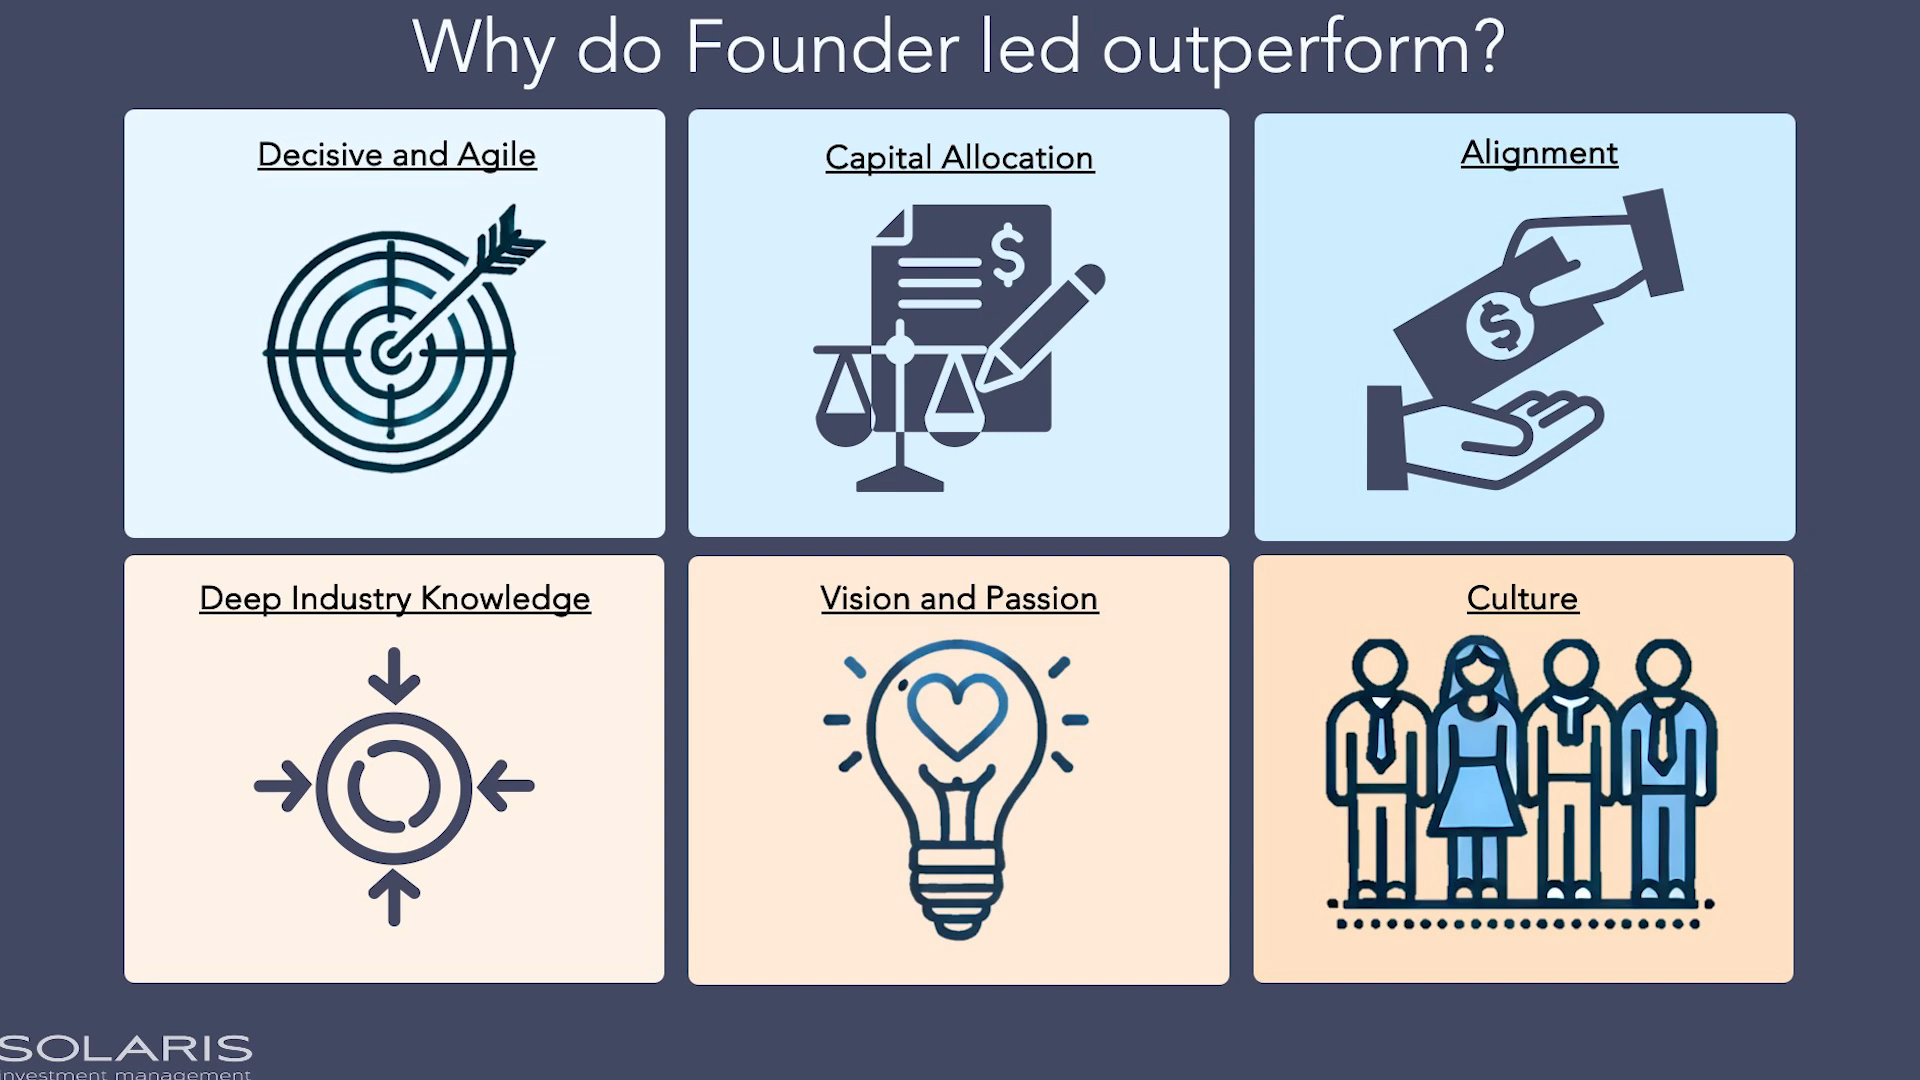 Why do Founder led outperform?
Decisive and Agile
Capital Allocation
$
Alignment
$
Deep Industry Knowledge
Vision and Passion
Culture
SOLARIS
investment management